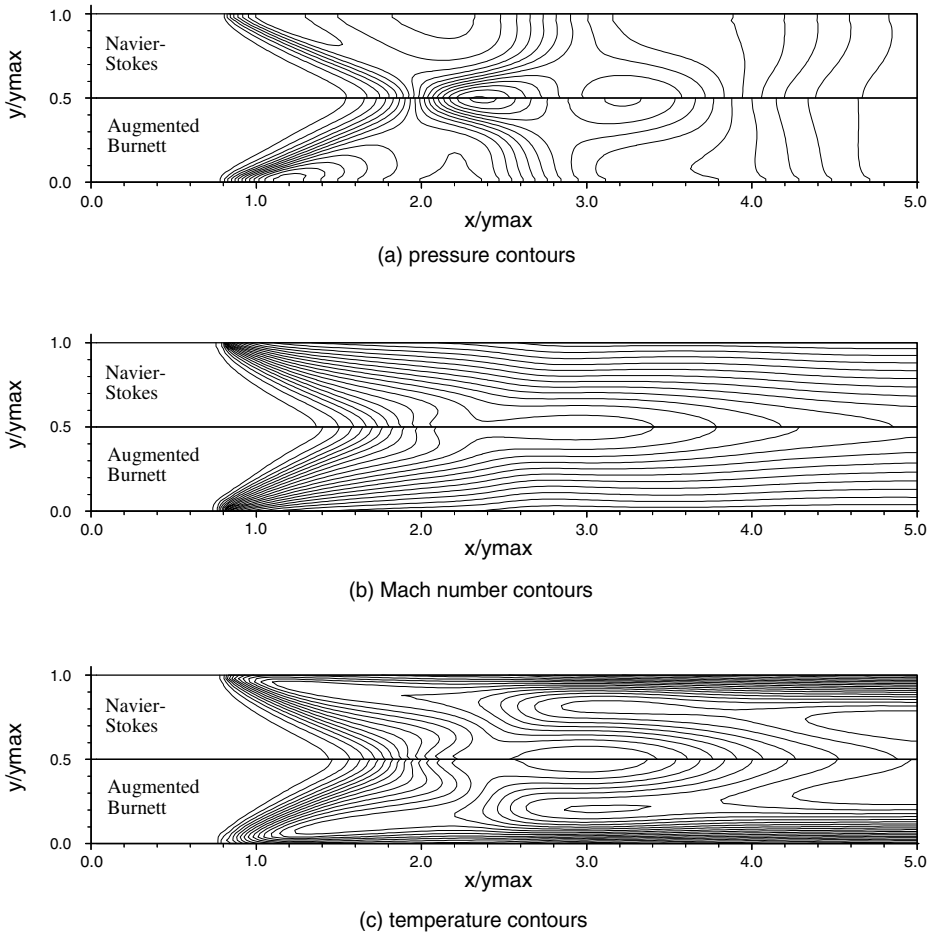 1.0
Navier-
Stokes
y/ymax
0.5
Augmented
Burnett
0.0
0.0
1.0
2.0
3.0
4.0
5.0
x/ymax
(a) pressure contours
1.0
Navier-
Stokes
y/ymax
0.5
Augmented
Burnett
0.0
0.0
1.0
2.0
3.0
4.0
5.0
x/ymax
(b) Mach number contours
1.0
Navier-
Stokes
y/ymax
0.5
Augmented
Burnett
0.0
0.0
1.0
2.0
3.0
4.0
5.0
x/ymax
(c) temperature contours